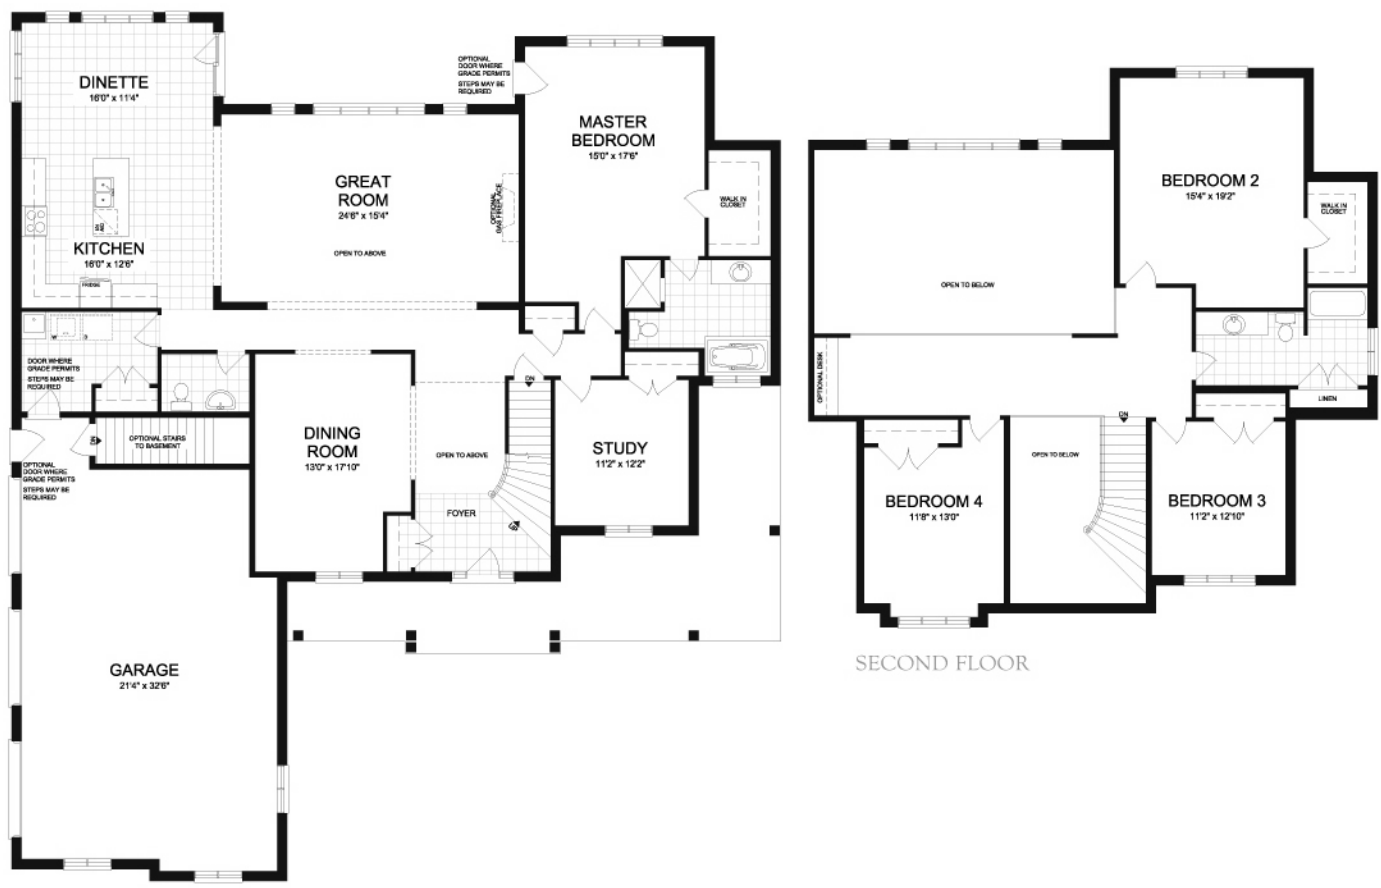 DINETTE
16'0" x 11'4"
OPTIONAL
DOOR WHERE
GRADE PERMITS
STEPS MAY BE
REQUIRED
MASTER
BEDROOM
15'0" x 17'6"
GREAT
ROOM
24'6" x 15'4"
OPEN TO ABOVE
OPTIONAL
GAS FIREPLACE
WALK IN
CLOSET
KITCHEN
16'0" x 12'6"
FRIDGE
W
D
DOOR WHERE
GRADE PERMITS
STEPS MAY BE
REQUIRED
DN
OPTIONAL STAIRS
TO BASEMENT
OPTIONAL
DOOR WHERE
GRADE PERMITS
STEPS MAY BE
REQUIRED
DINING
ROOM
13'0" x 17'10"
OPEN TO ABOVE
DN
FOYER
UP
STUDY
11'2" x 12'2"
GARAGE
21'4" x 32'6"
BEDROOM 2
15'4" x 19'2"
WALK IN
CLOSET
OPEN TO BELOW
OPTIONAL DESK
LINEN
DN
OPEN TO BELOW
BEDROOM 4
11'8" x 13'0"
BEDROOM 3
11'2" x 12'10"
SECOND FLOOR